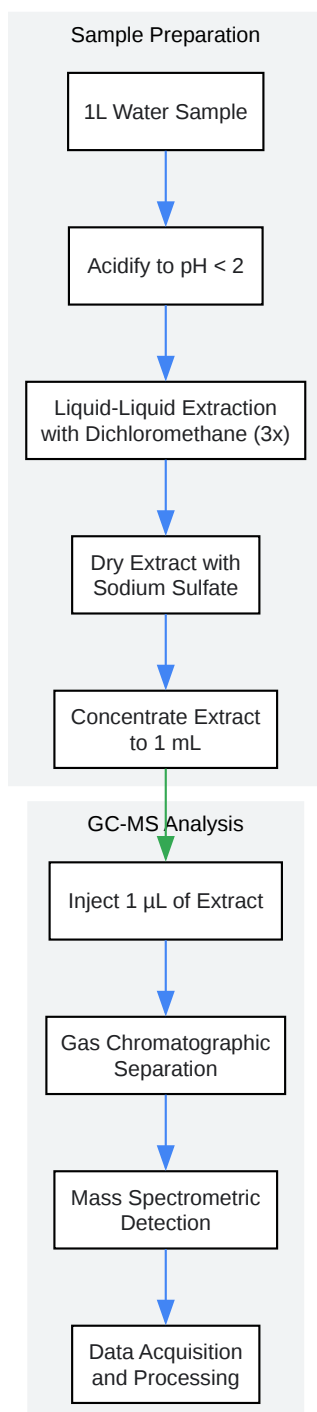 Sample Preparation
1L Water Sample
Acidify to pH < 2
Liquid-Liquid Extraction
with Dichloromethane (3x)
Dry Extract with
Sodium Sulfate
Concentrate Extract
to 1 mL
GC-MS Analysis
Inject 1 µL of Extract
Gas Chromatographic
Separation
Mass Spectrometric
Detection
Data Acquisition
and Processing